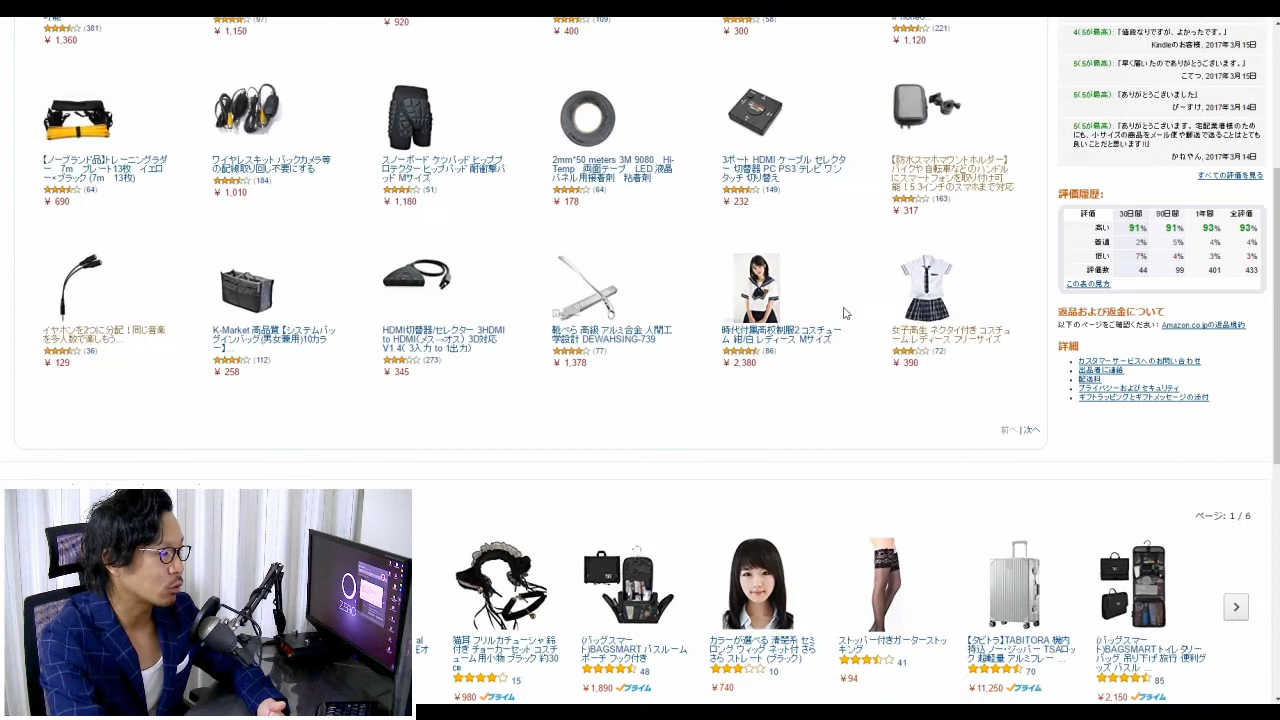 (381)
¥ 1,360
(97)
¥ 1,150
¥ 920
(109)
¥ 400
(58)
¥ 300
(221)
¥ 1,120
【ノーブランド品】トレーニングラダ
ー 7m プレート13枚 イエロ
ー×ブラック (7m 13枚)
(64)
¥ 690
ワイヤレスキット バックカメラ等
の配線取り回し不要にする
(184)
¥ 1,010
スノーボード ケツパッド ヒッププ
ロテクター ヒップパッド 耐衝撃パ
ッド Mサイズ
(51)
¥ 1,180
2mm*50 meters 3M 9080 Hi-
Temp 両面テープ LED 液晶
パネル用接着剤 粘着剤
(64)
¥ 178
3ポート HDMI ケーブル セレクタ
ー 切替器 PC PS3 テレビ ワン
タッチ 切り替え
(149)
¥ 232
【防水スマホマウントホルダー】
バイクや自転車などのハンドル
にスマートフォンを取り付け可
能！5.3インチのスマホまで対応
(163)
¥ 317
イヤホンを2つに分配！同じ音楽
を多人数で楽しもう...
(36)
¥ 129
K-Market 高品質【システムバッ
グインバッグ(男女兼用)10カラ
ー】
(112)
¥ 258
HDMI切替器/セレクター 3HDMI
to HDMI(メス→オス) 3D対応
V1.4( 3入力 to 1出力)
(273)
¥ 345
靴べら 高級 アルミ合金 人間工
学設計 DEWAHSING-739
(77)
¥ 1,378
時代付属高校制服2 コスチュー
ム 紺/白 レディース Mサイズ
(86)
¥ 2,380
女子高生 ネクタイ付き コスチュ
ーム レディース フリーサイズ
(72)
¥ 390
前へ | 次へ
4(5が最高):「値段なりですが、よかったです。」
Kindleのお客様, 2017年3月15日
5(5が最高):「早く届いたのでありがとうございます。」
こてつ, 2017年3月15日
5(5が最高):「ありがとうございました」
ぴーすけ, 2017年3月14日
5(5が最高):「ありがとうございます。宅配業者様のため
にも、小サイズの商品をメール便や郵送で送ることはとても
良いことだと思います!!」
かねやん, 2017年3月14日
すべての評価を見る
評価履歴:
評価 30日間 90日間 1年間 全評価
高い 91% 91% 93% 93%
普通 2% 5% 4% 4%
低い 7% 4% 3% 3%
評価数 44 99 401 433
この表の見方
返品および返金について
以下のページをご確認ください: Amazon.co.jpの返品規約
詳細
カスタマーサービスへのお問い合わせ
出品者に連絡
配送料
プライバシーおよびセキュリティ
ギフトラッピングとギフトメッセージの添付
ページ: 1 / 6
猫耳 フリルカチューシャ 鈴
付き チョーカーセット コスチ
ューム用小物 ブラック 約30
cm
15
¥980 プライム
(バッグスマー
ト)BAGSMART バスルーム
ポーチ フック付き
48
¥1,890 プライム
カラーが選べる 清楚系 セミ
ロング ウィッグ ネット付 さら
さら ストレート (ブラック)
10
¥740
ストッパー付きガーターストッ
キング
41
¥94
【タビトラ】TABITORA 機内
持込 ノー・ジッパー TSAロッ
ク 超軽量 アルミフレー ...
70
¥11,250 プライム
(バッグスマー
ト)BAGSMART トイレタリー
バッグ 吊り下げ 旅行 便利グ
ッズ バスル ...
85
¥2,150 プライム